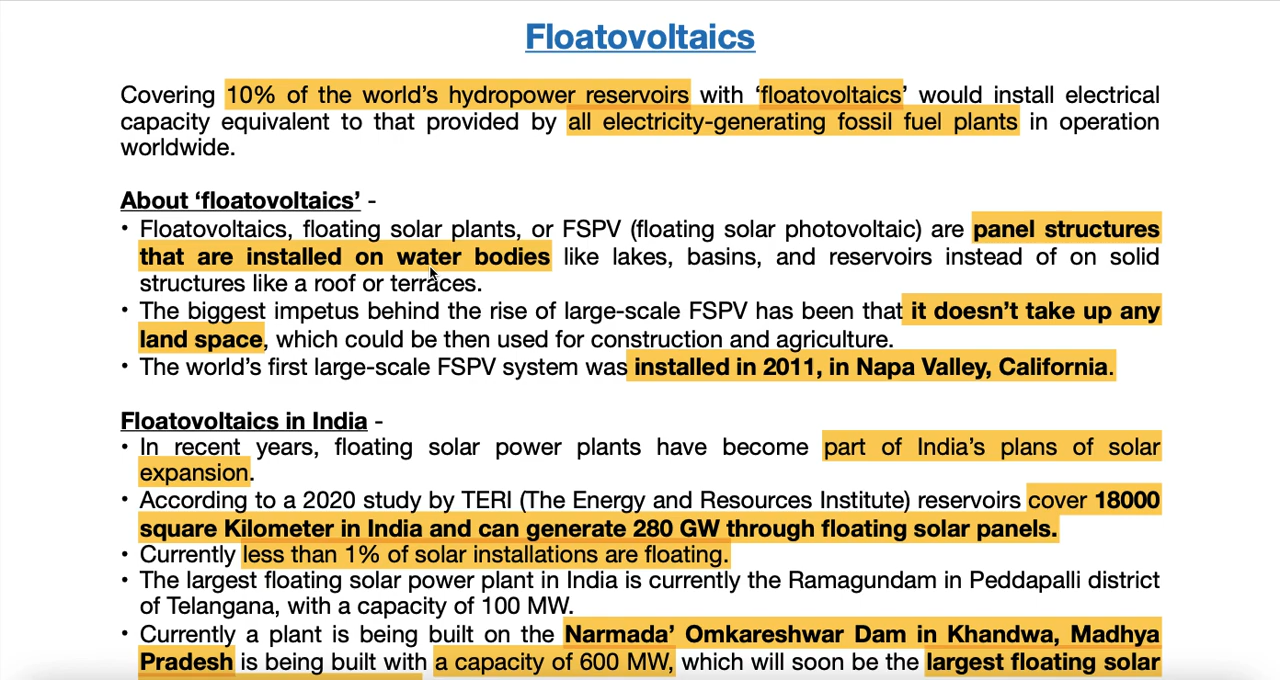 Floatovoltaics
Covering 10% of the world's hydropower reservoirs with 'floatovoltaics' would install electrical
capacity equivalent to that provided by all electricity-generating fossil fuel plants in operation
worldwide.
About 'floatovoltaics' -
• Floatovoltaics, floating solar plants, or FSPV (floating solar photovoltaic) are panel structures
that are installed on water bodies like lakes, basins, and reservoirs instead of on solid
structures like a roof or terraces.
• The biggest impetus behind the rise of large-scale FSPV has been that it doesn't take up any
land space, which could be then used for construction and agriculture.
• The world's first large-scale FSPV system was installed in 2011, in Napa Valley, California.
Floatovoltaics in India -
• In recent years, floating solar power plants have become part of India's plans of solar
expansion.
• According to a 2020 study by TERI (The Energy and Resources Institute) reservoirs cover 18000
square Kilometer in India and can generate 280 GW through floating solar panels.
• Currently less than 1% of solar installations are floating.
• The largest floating solar power plant in India is currently the Ramagundam in Peddapalli district
of Telangana, with a capacity of 100 MW.
• Currently a plant is being built on the Narmada' Omkareshwar Dam in Khandwa, Madhya
Pradesh is being built with a capacity of 600 MW, which will soon be the largest floating solar